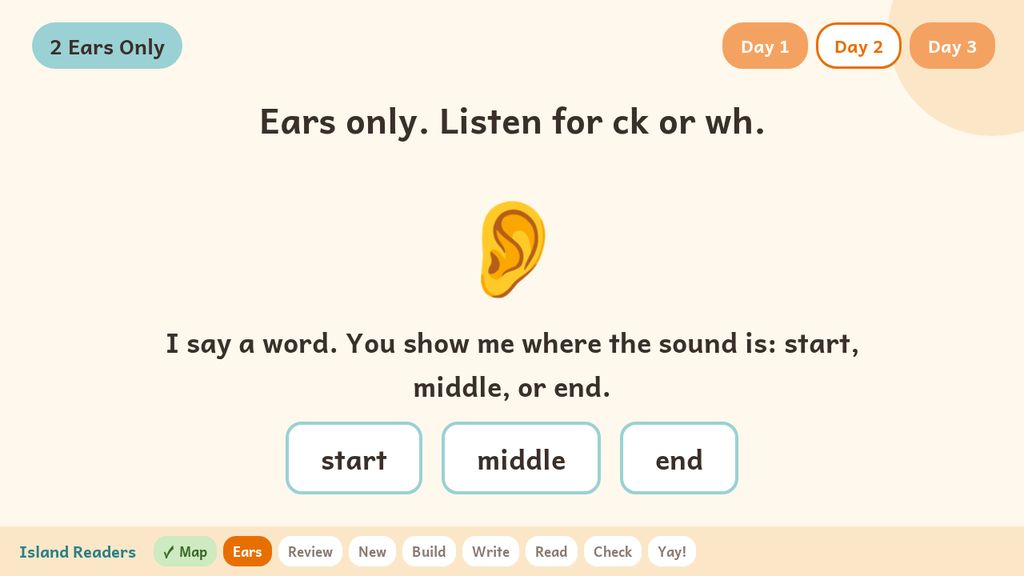 2 Ears Only
Day 1
Day 2
Day 3
Ears only. Listen for ck or wh.
I say a word. You show me where the sound is: start,
middle, or end.
start
middle
end
Island Readers
✓ Map
Ears
Review
New
Build
Write
Read
Check
Yay!